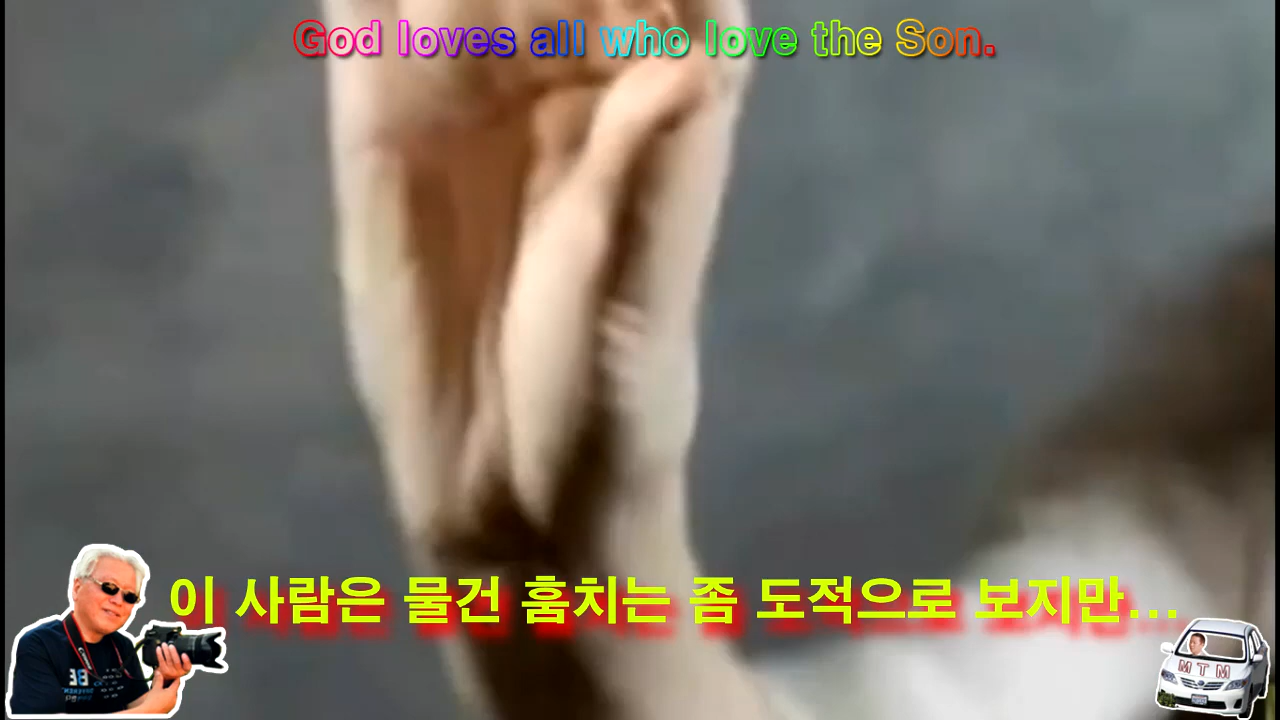 God loves all who love the Son.
이 사람은 물건 훔치는 좀 도적으로 보지만...
MTM